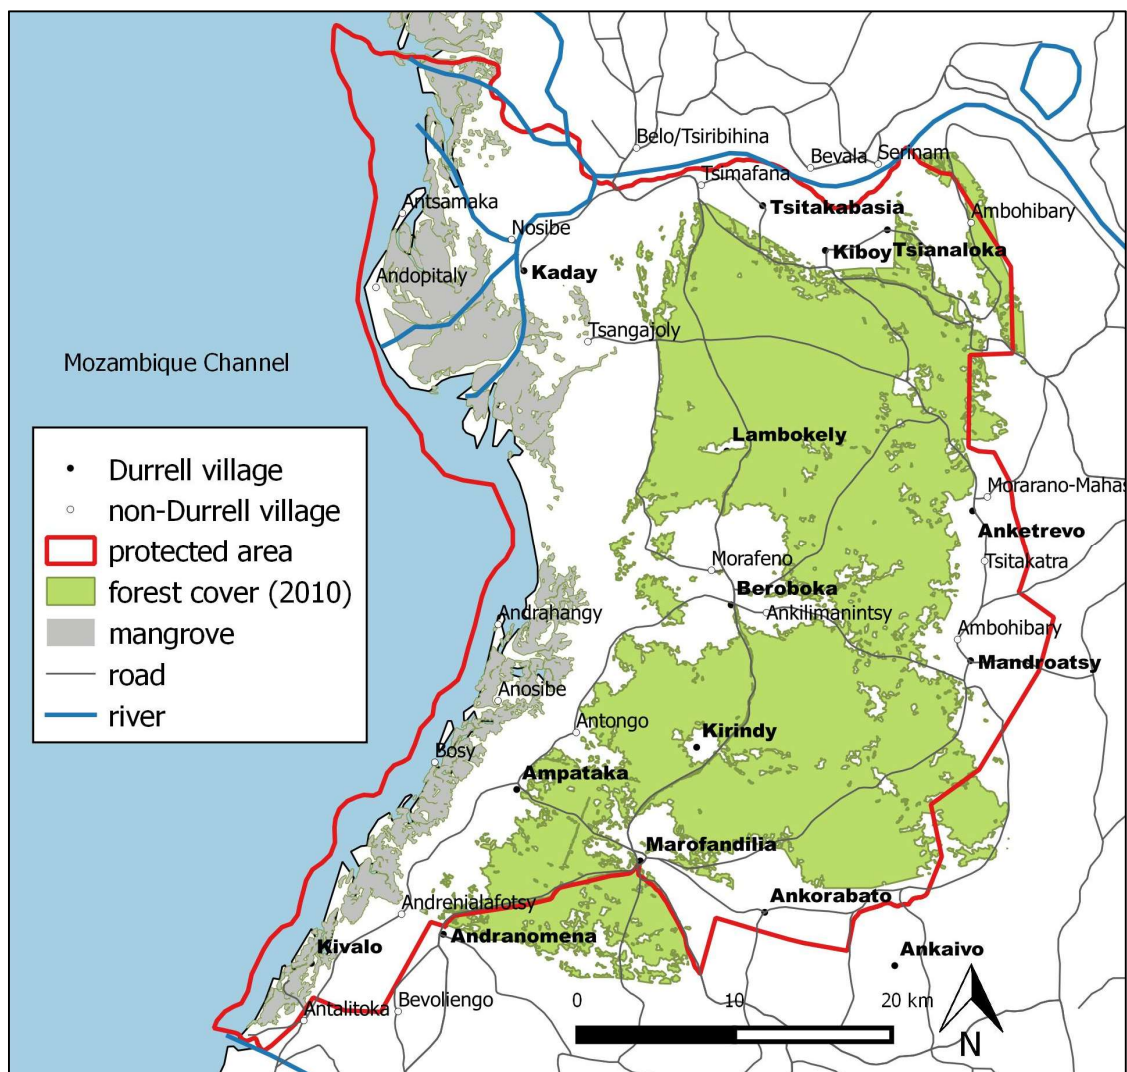 Belo/Tsiribihina
Bevala
Serinam
Tsimafana
Antsamaka
Tsitakabasia
Ambohibary
Nosibe
Kiboy
Tsianaloka
Kaday
Andopitaly
Tsangajoly
Mozambique Channel
Lambokely
Durrell village
non-Durrell village
protected area
forest cover (2010)
mangrove
road
river
Morarano-Mahas
Anketrevo
Morafeno
Tsitakatra
Beroboka
Andrahangy
Ankilimanintsy
Ambohibary
Mandroatsy
Anosibe
Antongo
Kirindy
Bosy
Ampataka
Marofandilia
Ankorabato
Andrenialafotsy
Andranomena
Kivalo
Ankaivo
Bevoliengo
Antalitoka
0 10 20 km
N